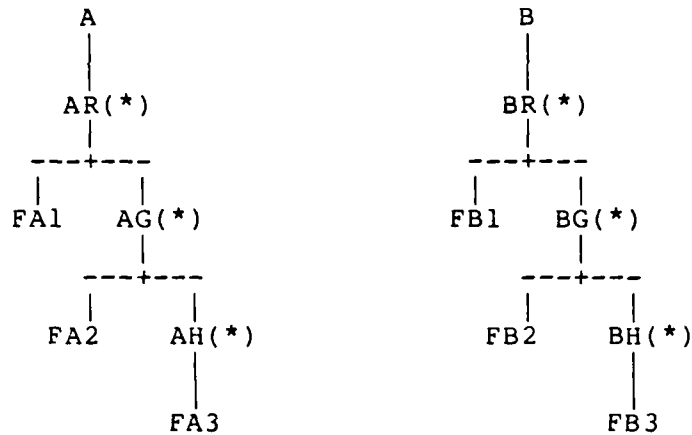 A B
AR(*) BR(*)
FA1 AG(*) FB1 BG(*)
FA2 AH(*) FB2 BH(*)
FA3 FB3